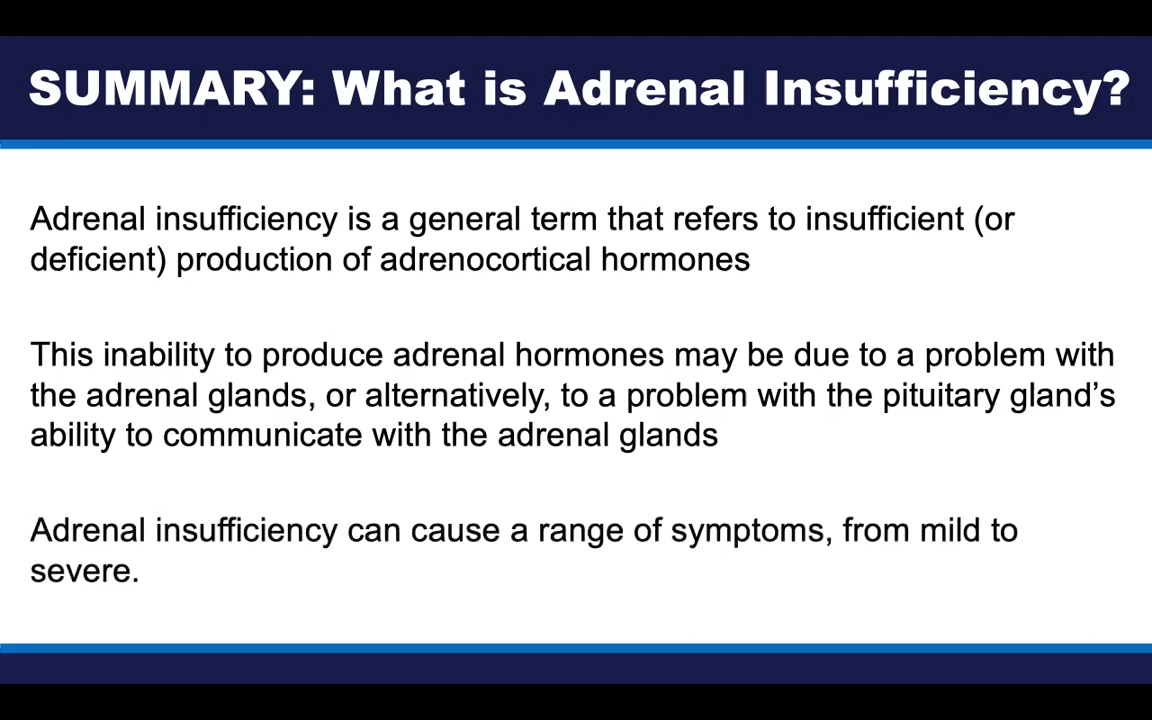 SUMMARY: What is Adrenal Insufficiency?
Adrenal insufficiency is a general term that refers to insufficient (or
deficient) production of adrenocortical hormones
This inability to produce adrenal hormones may be due to a problem with
the adrenal glands, or alternatively, to a problem with the pituitary gland’s
ability to communicate with the adrenal glands
Adrenal insufficiency can cause a range of symptoms, from mild to
severe.